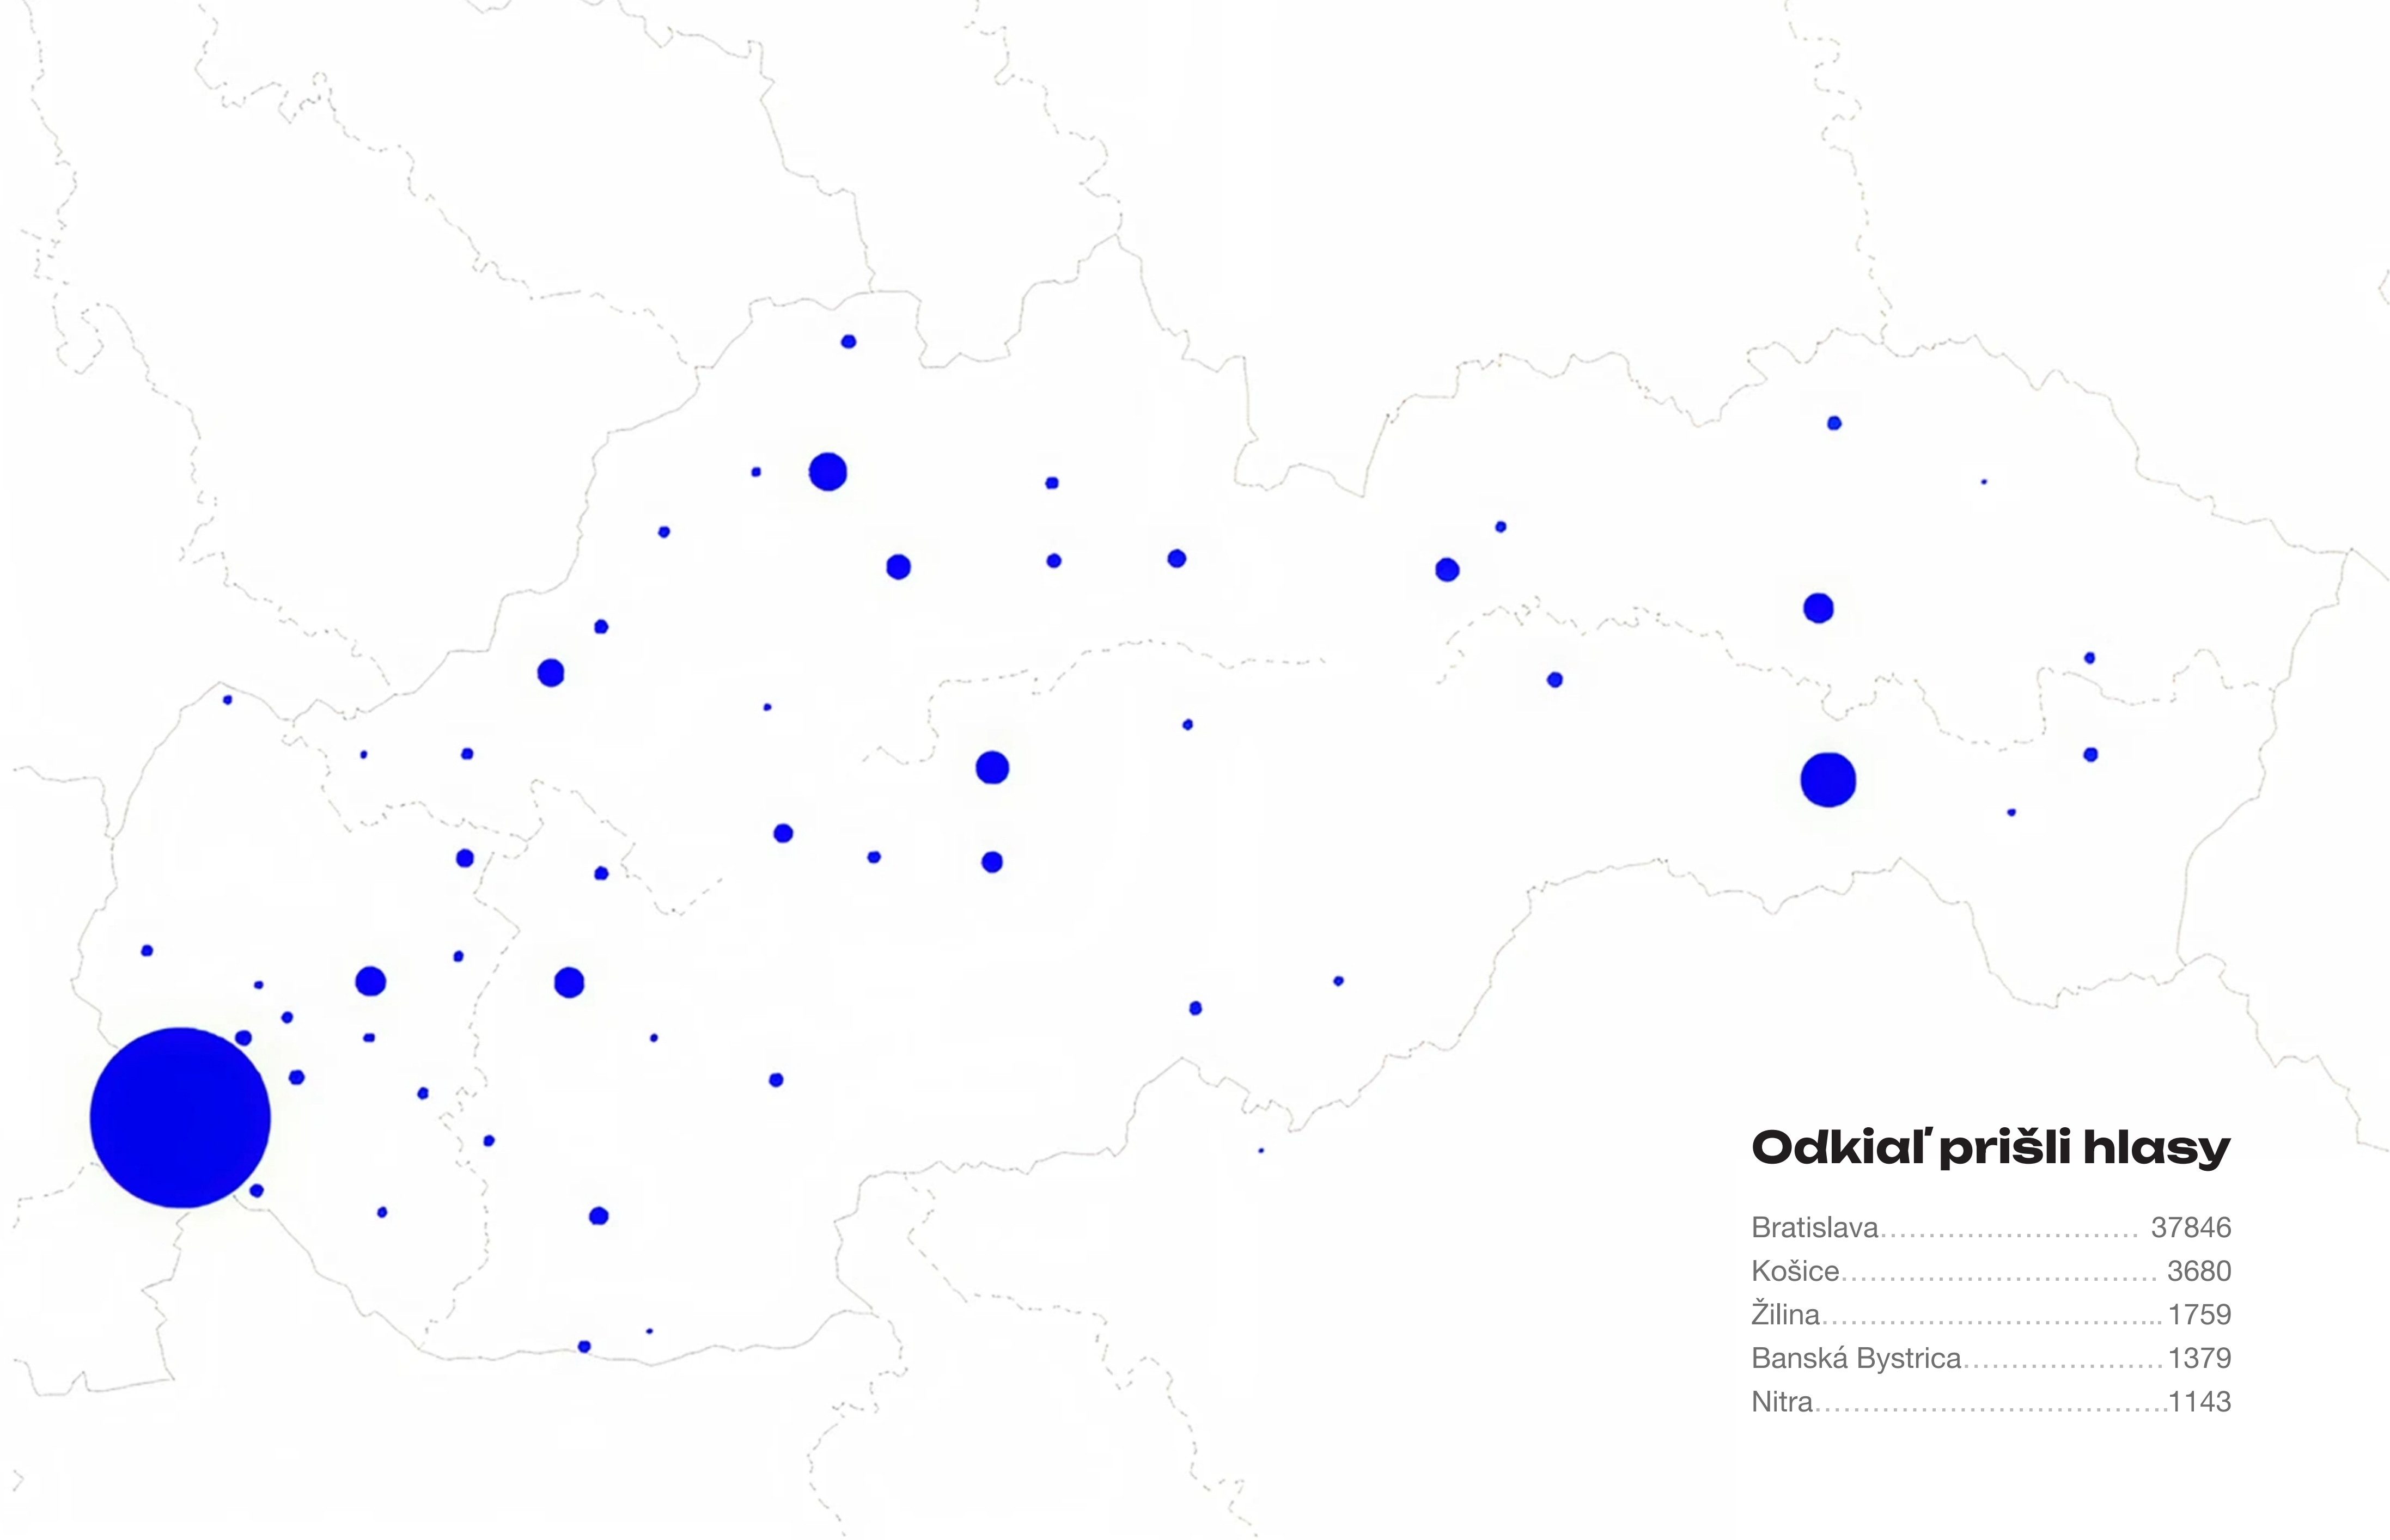 Odkiaľ prišli hlasy
Bratislava........................... 37846
Košice................................. 3680
Žilina.................................... 1759
Banská Bystrica..................... 1379
Nitra.....................................1143